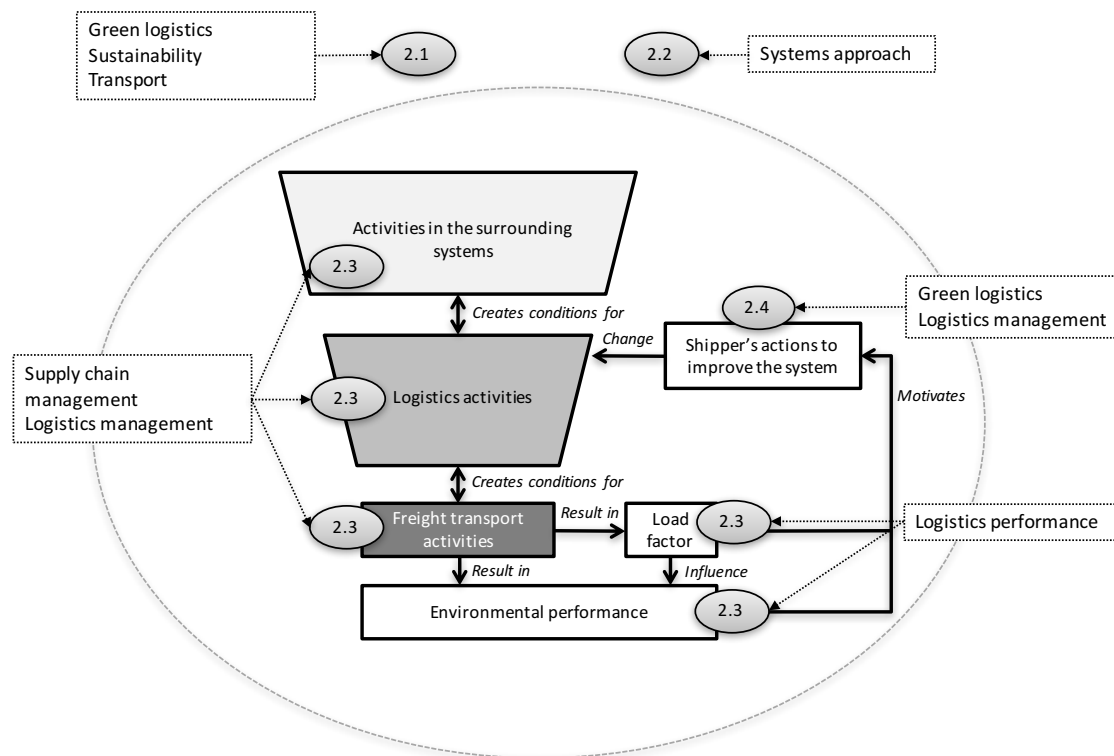 Green logistics
Sustainability
Transport
2.1
2.2
Systems approach
Activities in the surrounding
systems
2.3
Creates conditions for
2.4
Green logistics
Logistics management
Change
Shipper's actions to
improve the system
Supply chain
management
Logistics management
2.3
Logistics activities
Motivates
Creates conditions for
2.3
Freight transport
activities
Result in
Load
factor
2.3
Logistics performance
Result in
Influence
Environmental performance
2.3